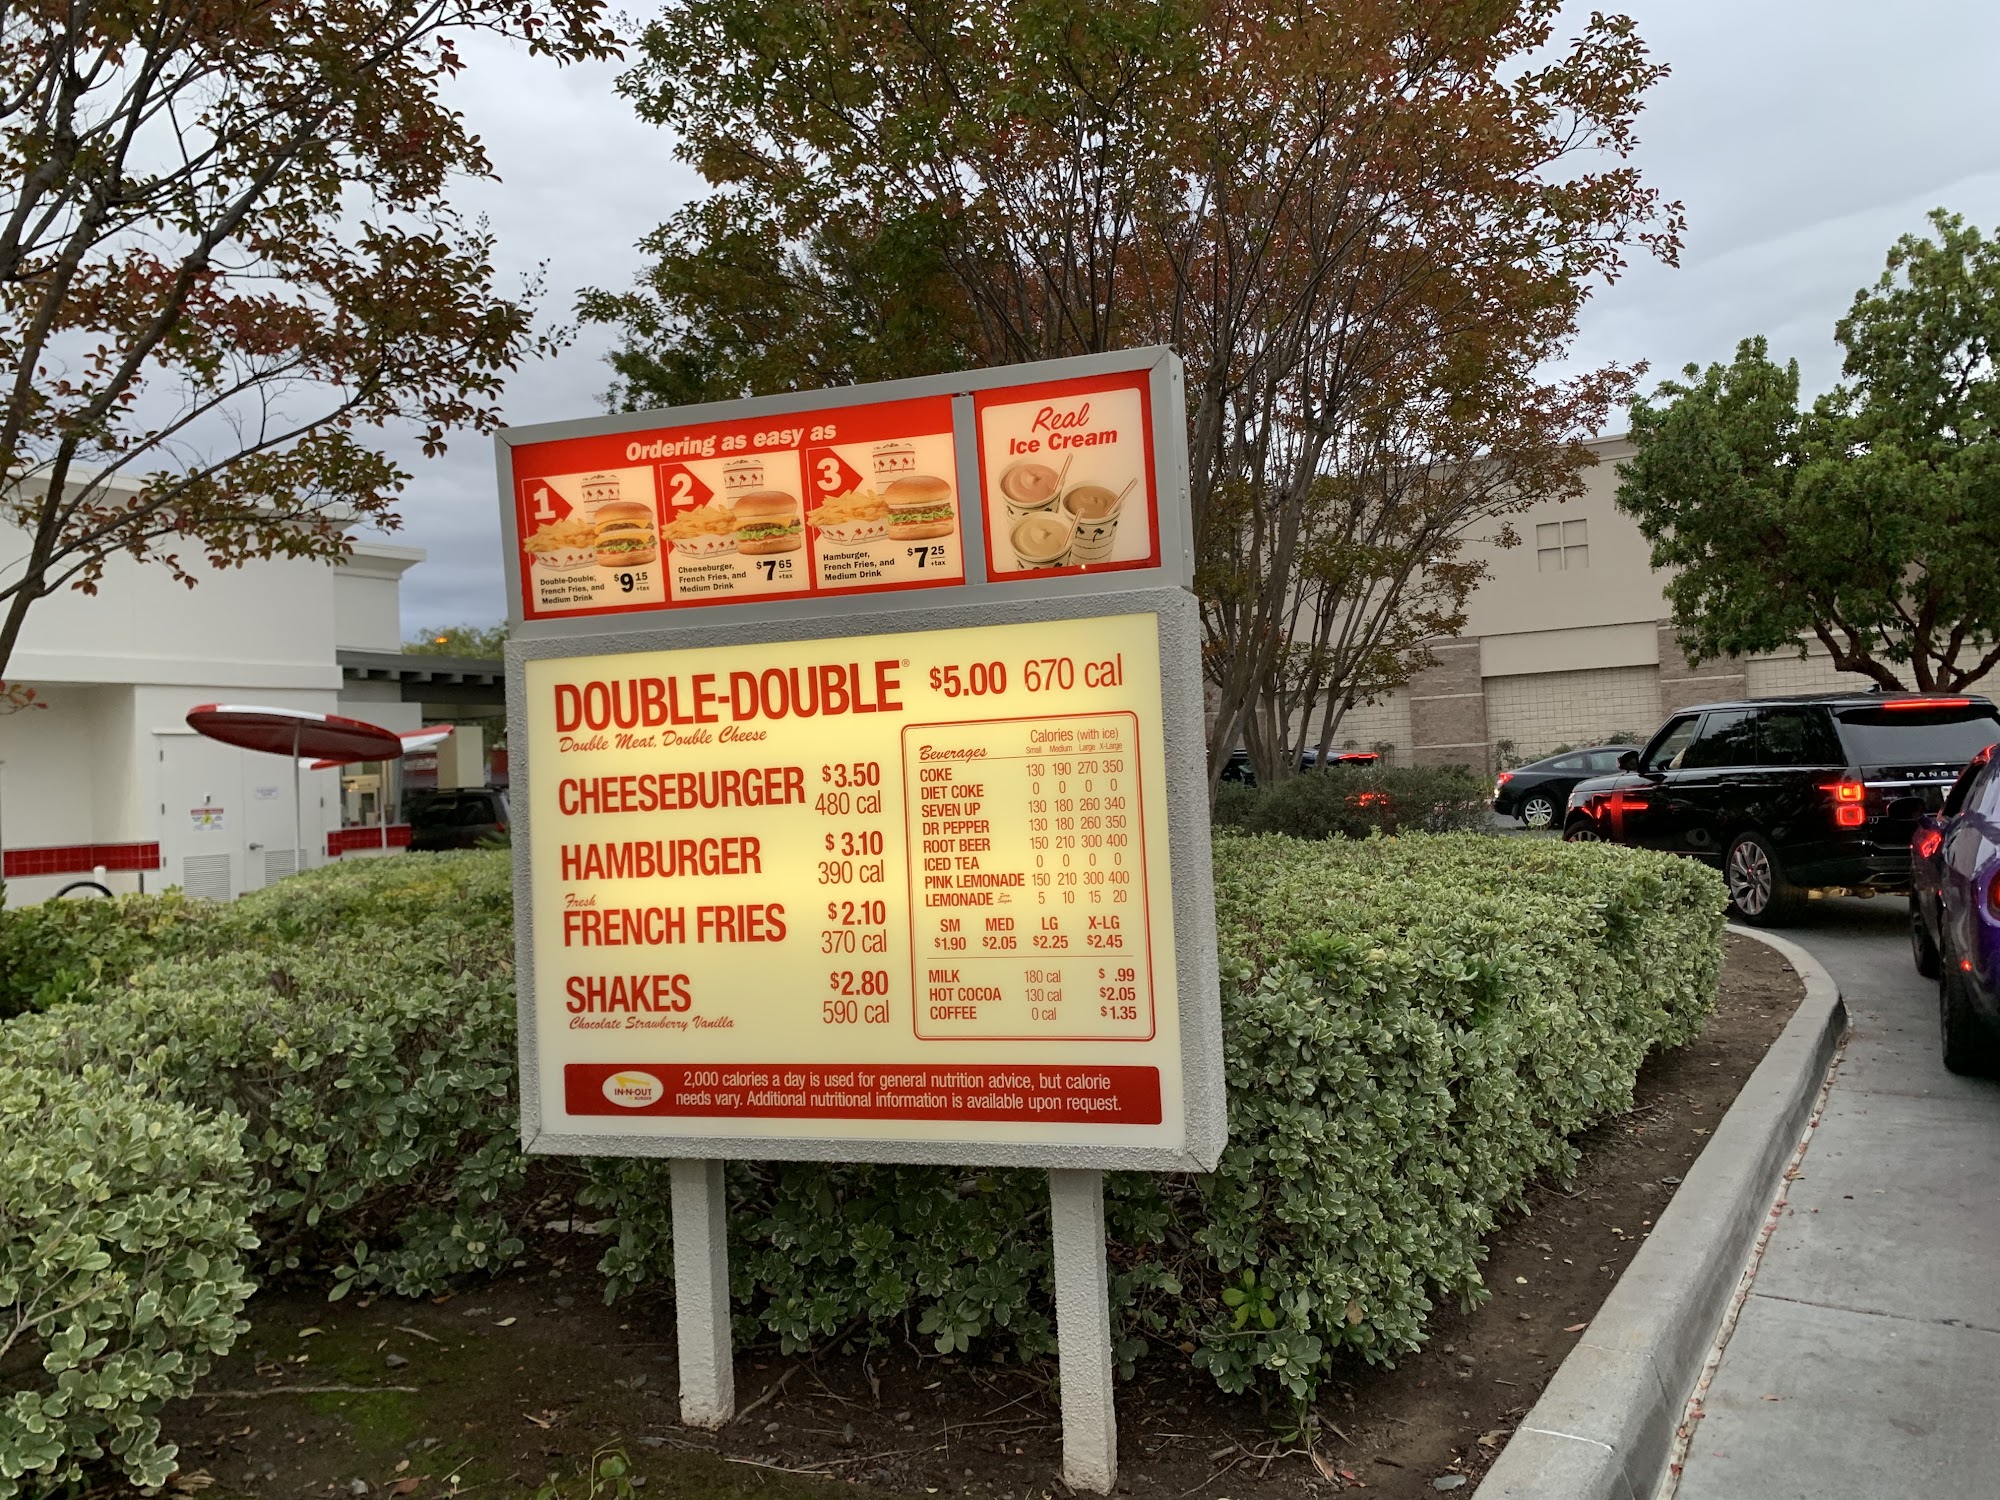 Ordering as easy as
1
Double-Double,
French Fries, and
Medium Drink
$9 15
+tax
2
Cheeseburger,
French Fries, and
Medium Drink
$7 65
+tax
3
Hamburger,
French Fries, and
Medium Drink
$7 25
+tax
Real
Ice Cream
DOUBLE-DOUBLE® $5.00 670 cal
Double Meat, Double Cheese
CHEESEBURGER $3.50
480 cal
HAMBURGER $3.10
390 cal
Fresh
FRENCH FRIES $2.10
370 cal
SHAKES $2.80
590 cal
Chocolate Strawberry Vanilla
Calories (with ice)
Beverages Small Medium Large X-Large
COKE 130 190 270 350
DIET COKE 0 0 0 0
SEVEN UP 130 180 260 340
DR PEPPER 130 180 260 350
ROOT BEER 150 210 300 400
ICED TEA 0 0 0 0
PINK LEMONADE 150 210 300 400
LEMONADE 5 10 15 20
SM MED LG X-LG
$1.90 $2.05 $2.25 $2.45
MILK 180 cal $ .99
HOT COCOA 130 cal $2.05
COFFEE 0 cal $1.35
IN-N-OUT
BURGER
2,000 calories a day is used for general nutrition advice, but calorie
needs vary. Additional nutritional information is available upon request.
RANGE